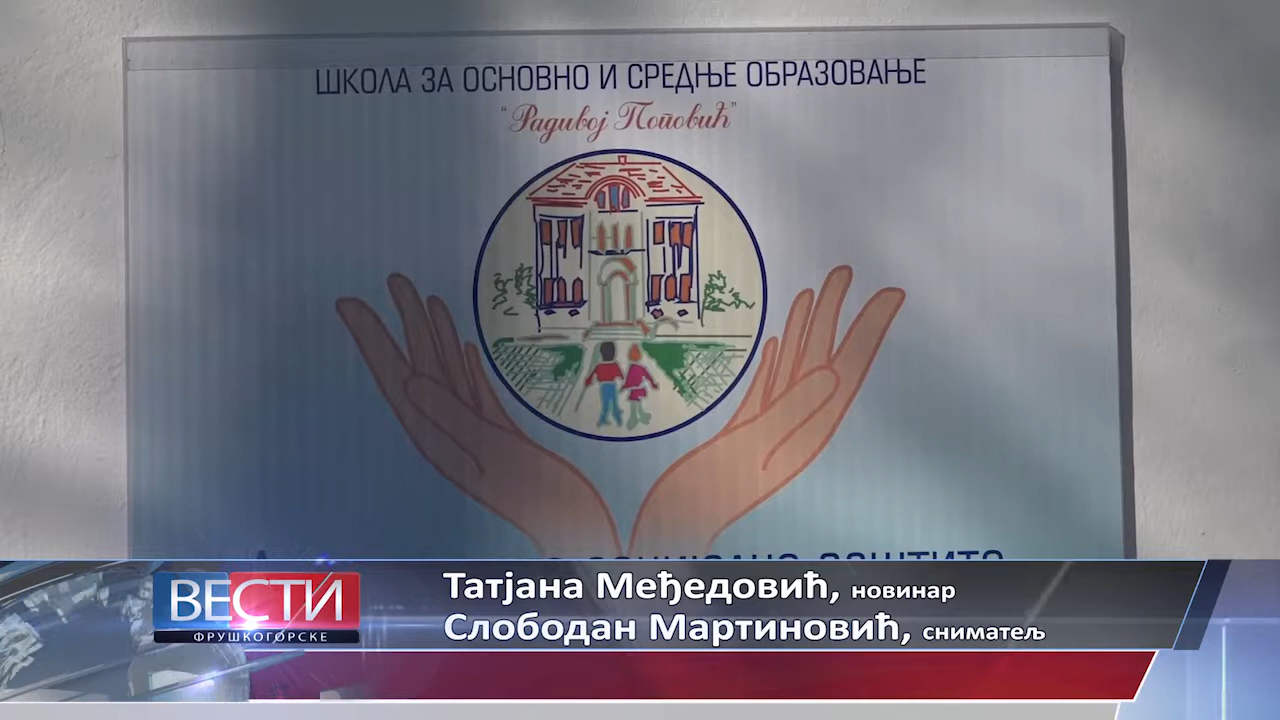 ШКОЛА ЗА ОСНОВНО И СРЕДЊЕ ОБРАЗОВАЊЕ
“Радивој Поповић”
Татјана Међедовић, новинар
Слободан Мартиновић, сниматељ
ВЕСТИ
ФРУШКОГОРСКЕ